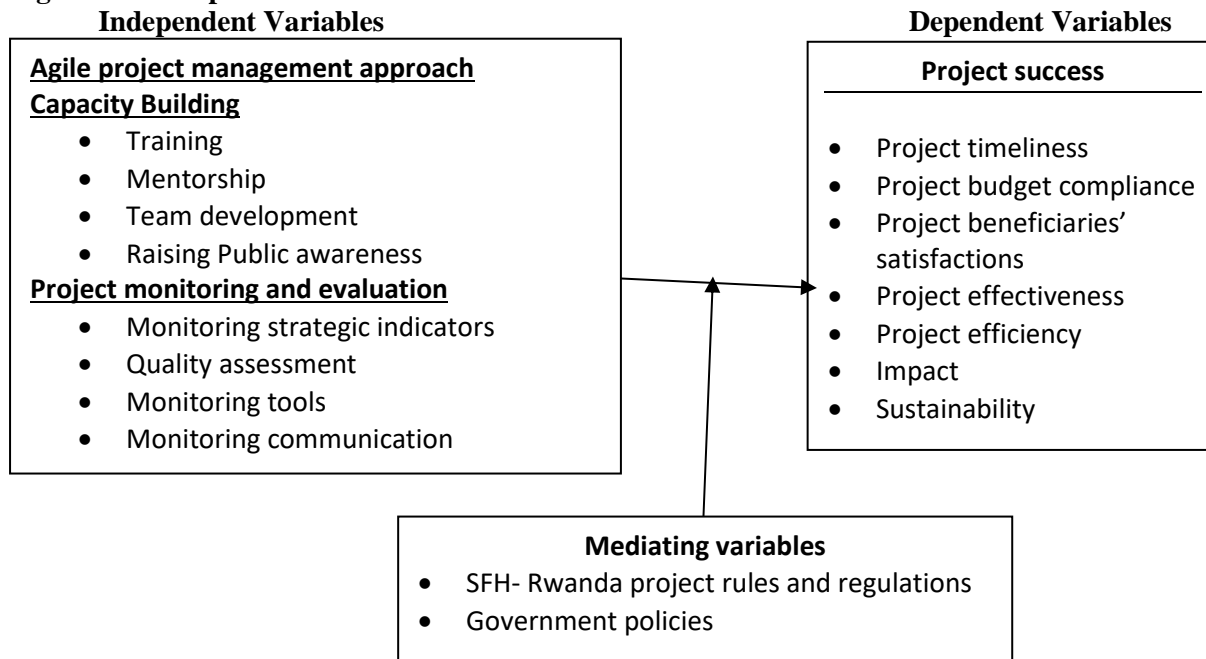 Independent Variables
Dependent Variables
Agile project management approach
Capacity Building
• Training
• Mentorship
• Team development
• Raising Public awareness
Project monitoring and evaluation
• Monitoring strategic indicators
• Quality assessment
• Monitoring tools
• Monitoring communication
Project success
• Project timeliness
• Project budget compliance
• Project beneficiaries’
satisfactions
• Project effectiveness
• Project efficiency
• Impact
• Sustainability
Mediating variables
• SFH- Rwanda project rules and regulations
• Government policies